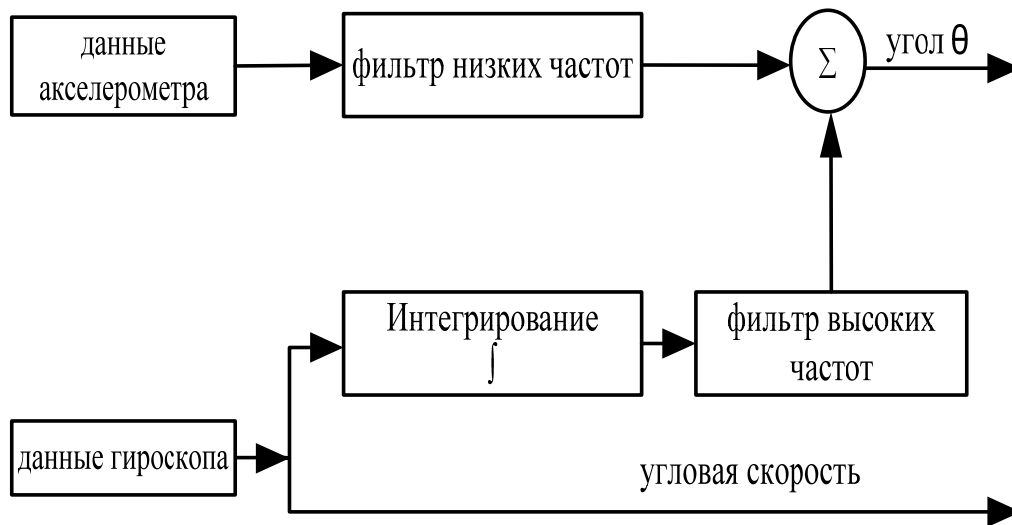 данные
акселерометра
фильтр низких частот
Σ
угол θ
Интегрирование
∫
фильтр высоких
частот
данные гироскопа
угловая скорость